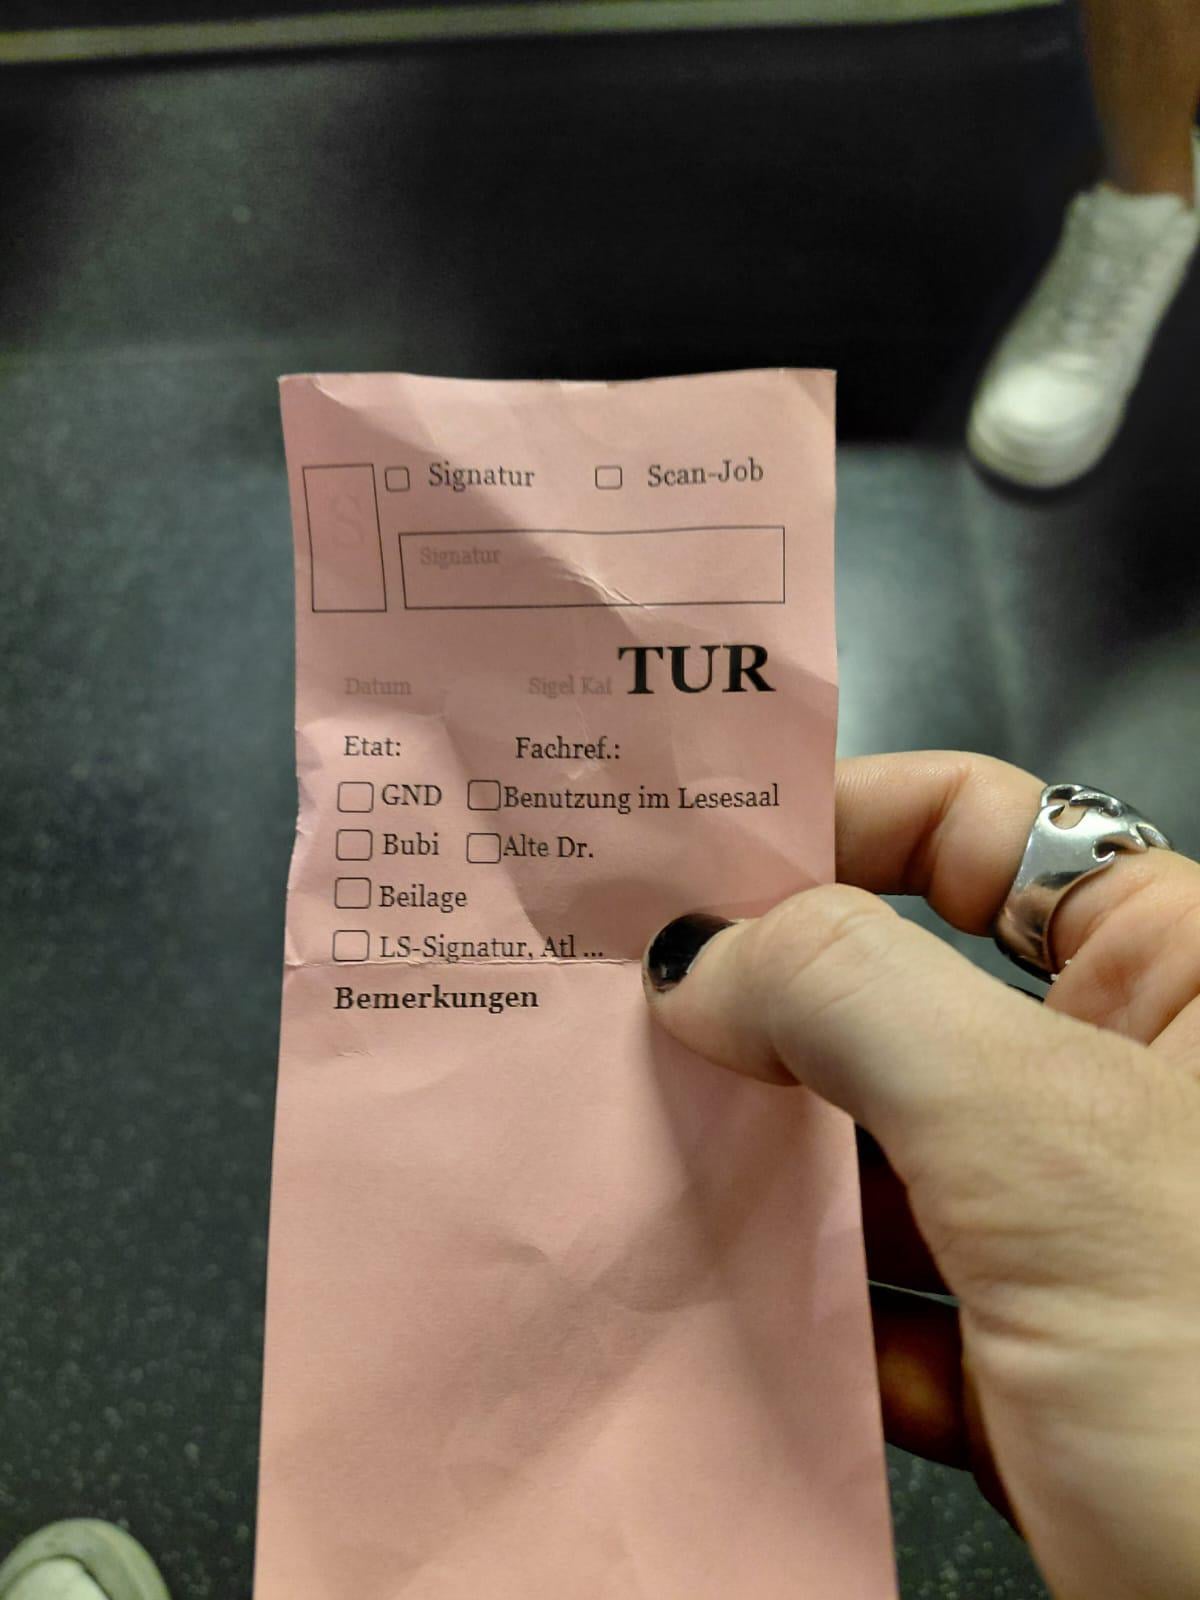 Signatur Scan-Job
S
Signatur
Datum Sigel Kat TUR
Etat: Fachref.:
GND Benutzung im Lesesaal
Bubi Alte Dr.
Beilage
LS-Signatur, Atl ...
Bemerkungen